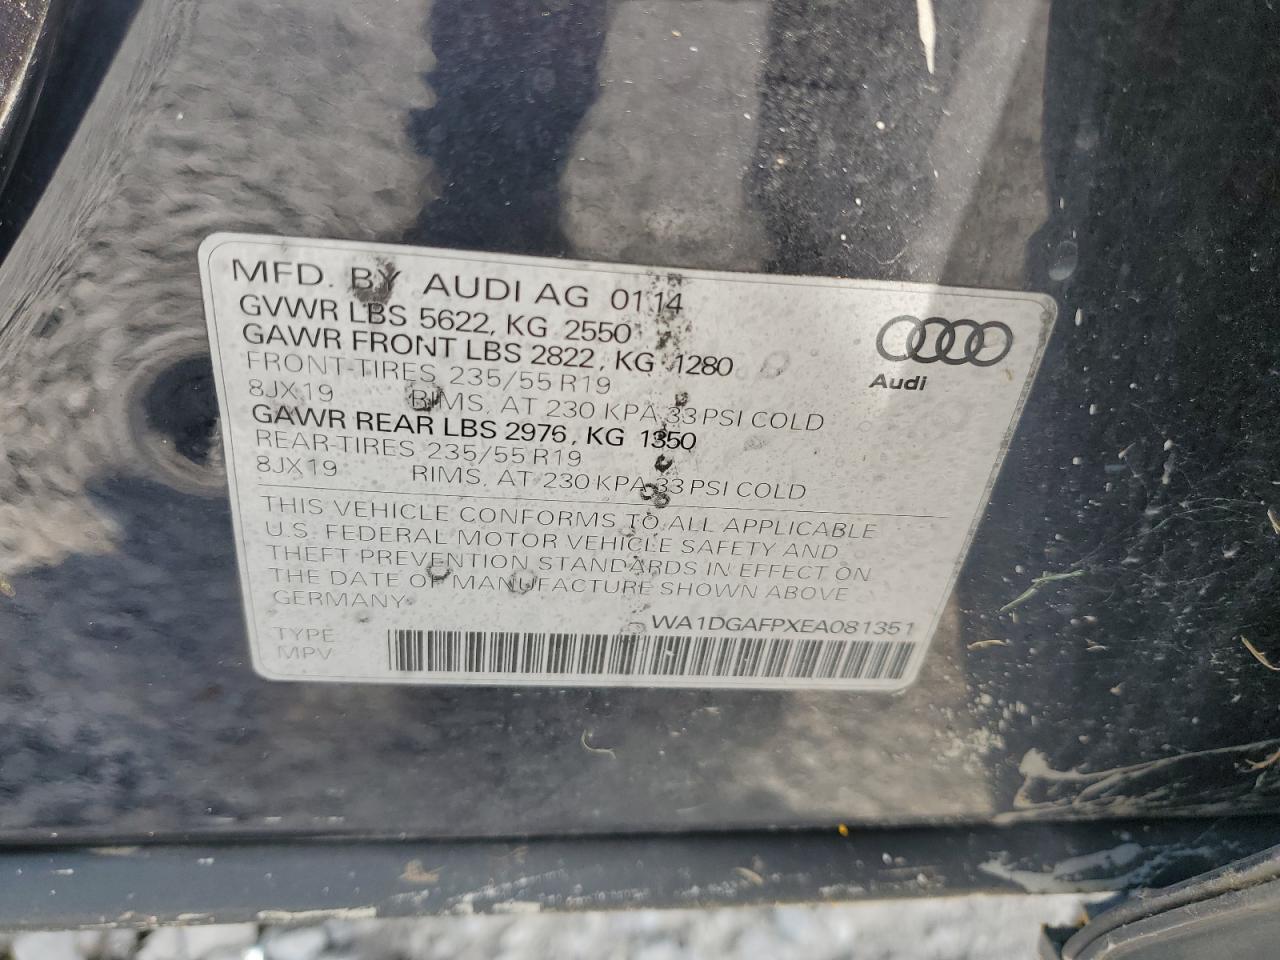 MFD. BY AUDI AG 01 14
GVWR LBS 5622, KG 2550
GAWR FRONT LBS 2822, KG 1280
FRONT-TIRES 235/55 R19
8JX19 RIMS, AT 230 KPA 33 PSI COLD
GAWR REAR LBS 2976, KG 1350
REAR-TIRES 235/55 R19
8JX19 RIMS, AT 230 KPA 33 PSI COLD
Audi
THIS VEHICLE CONFORMS TO ALL APPLICABLE
U.S. FEDERAL MOTOR VEHICLE SAFETY AND
THEFT PREVENTION STANDARDS IN EFFECT ON
THE DATE OF MANUFACTURE SHOWN ABOVE
GERMANY
WA1DGAFPXEA081351
TYPE
MPV